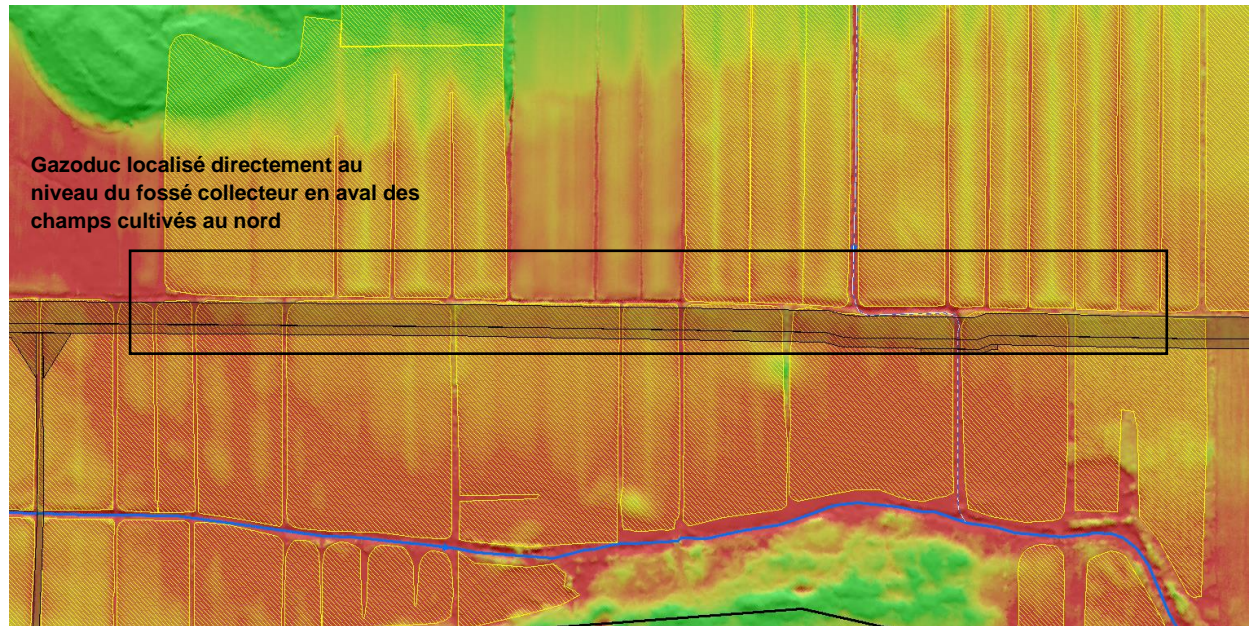 Gazoduc localisé directement au
niveau du fossé collecteur en aval des
champs cultivés au nord